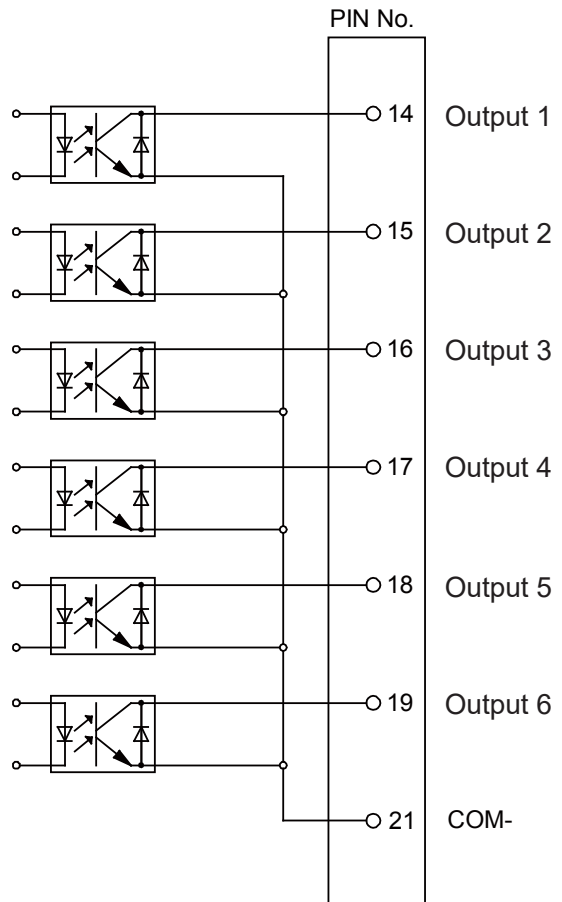 PIN No.
14 Output 1
15 Output 2
16 Output 3
17 Output 4
18 Output 5
19 Output 6
21 COM-